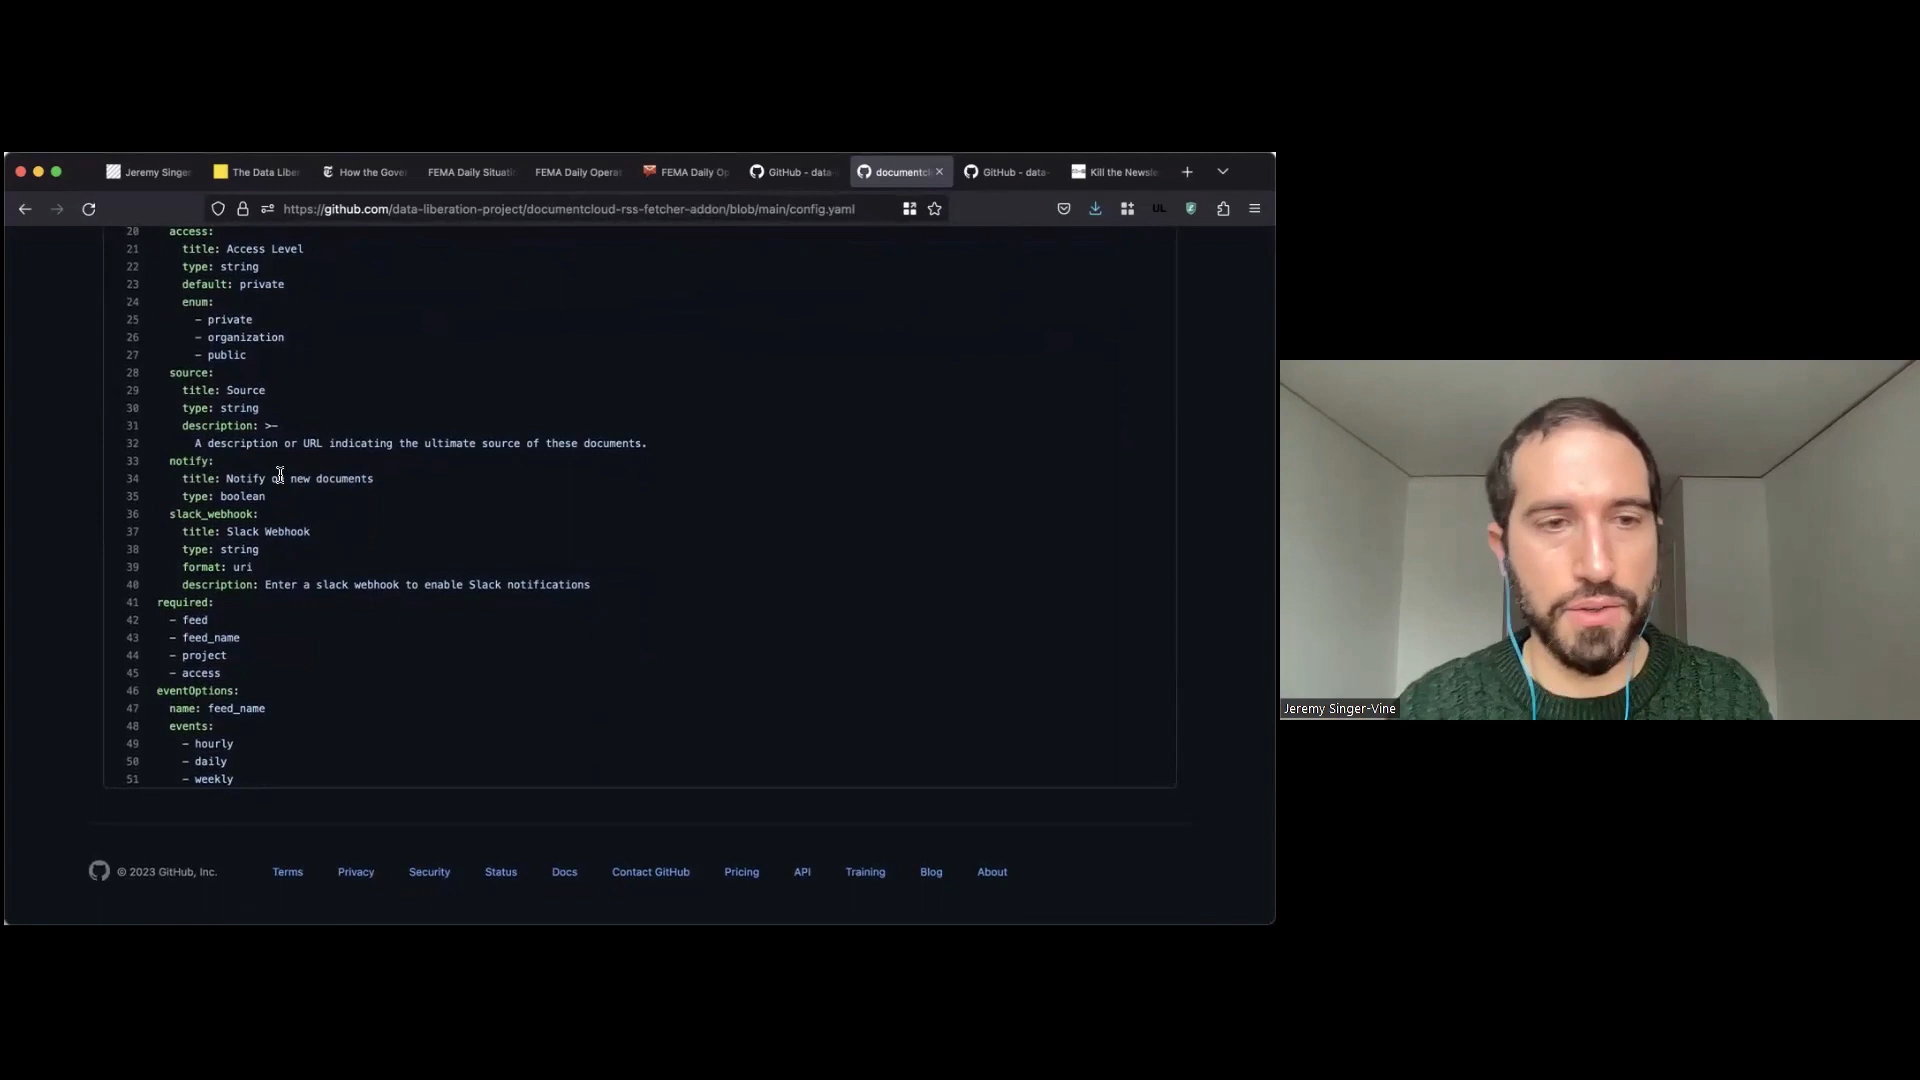 Jeremy Singer
The Data Liber
How the Gove
FEMA Daily Situati
FEMA Daily Operat
FEMA Daily Op
GitHub - data-
documentcl
GitHub - data-
Kill the Newsle
https://github.com/data-liberation-project/documentcloud-rss-fetcher-addon/blob/main/config.yaml
UL
20 access:
21 title: Access Level
22 type: string
23 default: private
24 enum:
25 - private
26 - organization
27 - public
28 source:
29 title: Source
30 type: string
31 description: >-
32 A description or URL indicating the ultimate source of these documents.
33 notify:
34 title: Notify new documents
35 type: boolean
36 slack_webhook:
37 title: Slack Webhook
38 type: string
39 format: uri
40 description: Enter a slack webhook to enable Slack notifications
41 required:
42 - feed
43 - feed_name
44 - project
45 - access
46 eventOptions:
47 name: feed_name
48 events:
49 - hourly
50 - daily
51 - weekly
© 2023 GitHub, Inc. Terms Privacy Security Status Docs Contact GitHub Pricing API Training Blog About
Jeremy Singer-Vine